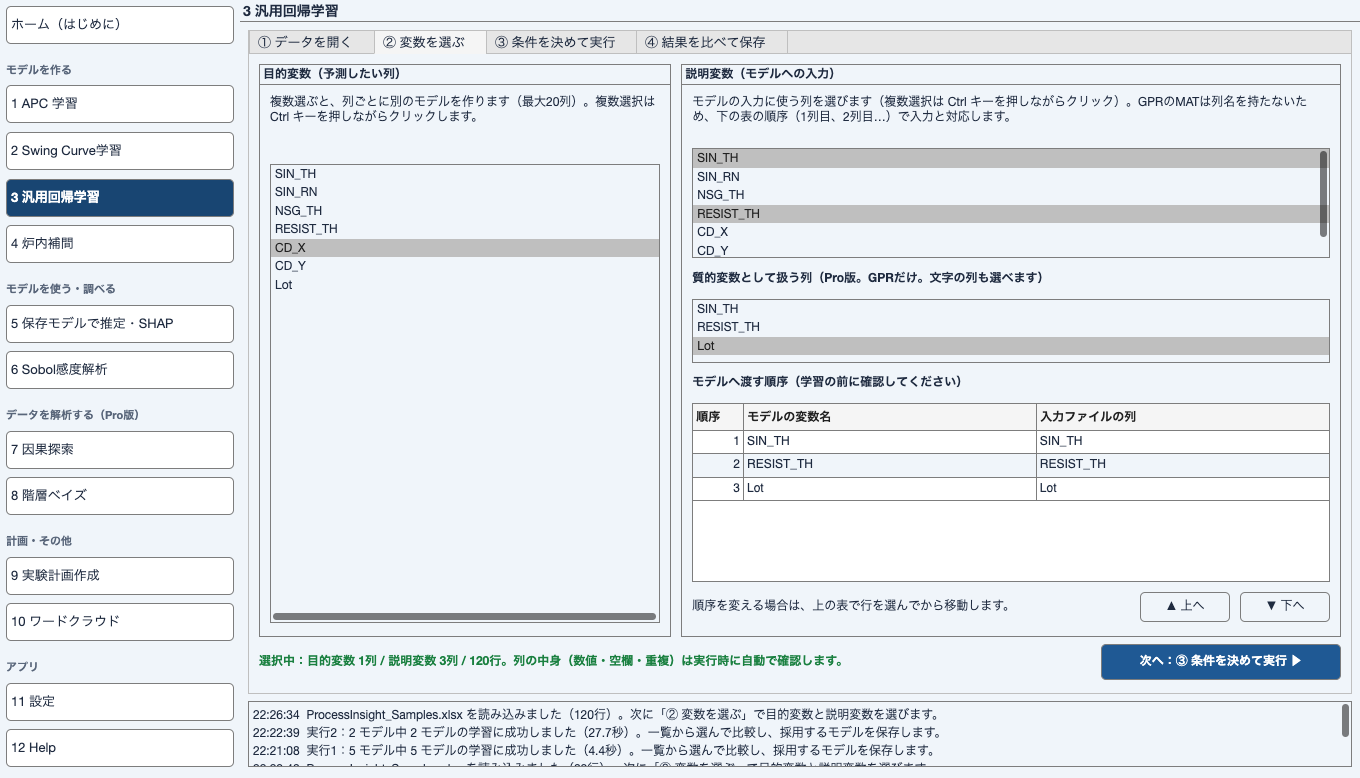 ホーム（はじめに）
モデルを作る
1 APC 学習
2 Swing Curve学習
3 汎用回帰学習
4 炉内補間
モデルを使う・調べる
5 保存モデルで推定・SHAP
6 Sobol感度解析
データを解析する（Pro版）
7 因果探索
8 階層ベイズ
計画・その他
9 実験計画作成
10 ワードクラウド
アプリ
11 設定
12 Help
3 汎用回帰学習
① データを開く
② 変数を選ぶ
③ 条件を決めて実行
④ 結果を比べて保存
目的変数（予測したい列）
複数選ぶと、列ごとに別のモデルを作ります（最大20列）。複数選択は
Ctrl キーを押しながらクリックします。
SIN_TH
SIN_RN
NSG_TH
RESIST_TH
CD_X
CD_Y
Lot
説明変数（モデルへの入力）
モデルの入力に使う列を選びます（複数選択は Ctrl キーを押しながらクリック）。GPRのMATは列名を持たないた
め、下の表の順序（1列目、2列目...）で入力と対応します。
SIN_TH
SIN_RN
NSG_TH
RESIST_TH
CD_X
CD_Y
質的変数として扱う列（Pro版。GPRだけ。文字の列も選べます）
SIN_TH
RESIST_TH
Lot
モデルへ渡す順序（学習の前に確認してください）
順序 モデルの変数名 入力ファイルの列
1 SIN_TH SIN_TH
2 RESIST_TH RESIST_TH
3 Lot Lot
順序を変える場合は、上の表で行を選んでから移動します。
▲ 上へ
▼ 下へ
選択中：目的変数 1列 / 説明変数 3列 / 120行。列の中身（数値・空欄・重複）は実行時に自動で確認します。
次へ：③ 条件を決めて実行 ▶
22:26:34 ProcessInsight_Samples.xlsx を読み込みました（120行）。次に「② 変数を選ぶ」で目的変数と説明変数を選びます。
22:22:39 実行2：2 モデル中 2 モデルの学習に成功しました（27.7秒）。一覧から選んで比較し、採用するモデルを保存します。
22:21:08 実行1：5 モデル中 5 モデルの学習に成功しました（4.4秒）。一覧から選んで比較し、採用するモデルを保存します。